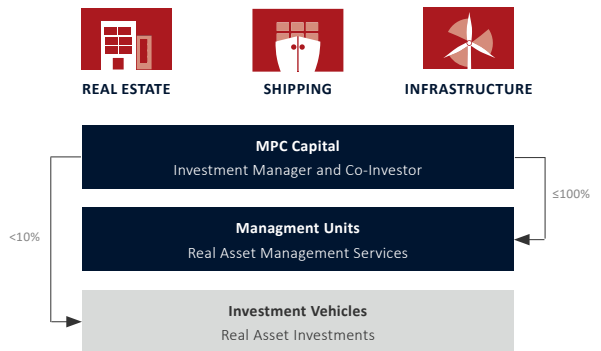 REAL ESTATE
SHIPPING
INFRASTRUCTURE
MPC Capital
Investment Manager and Co-Investor
<10%
≤100%
Managment Units
Real Asset Management Services
Investment Vehicles
Real Asset Investments